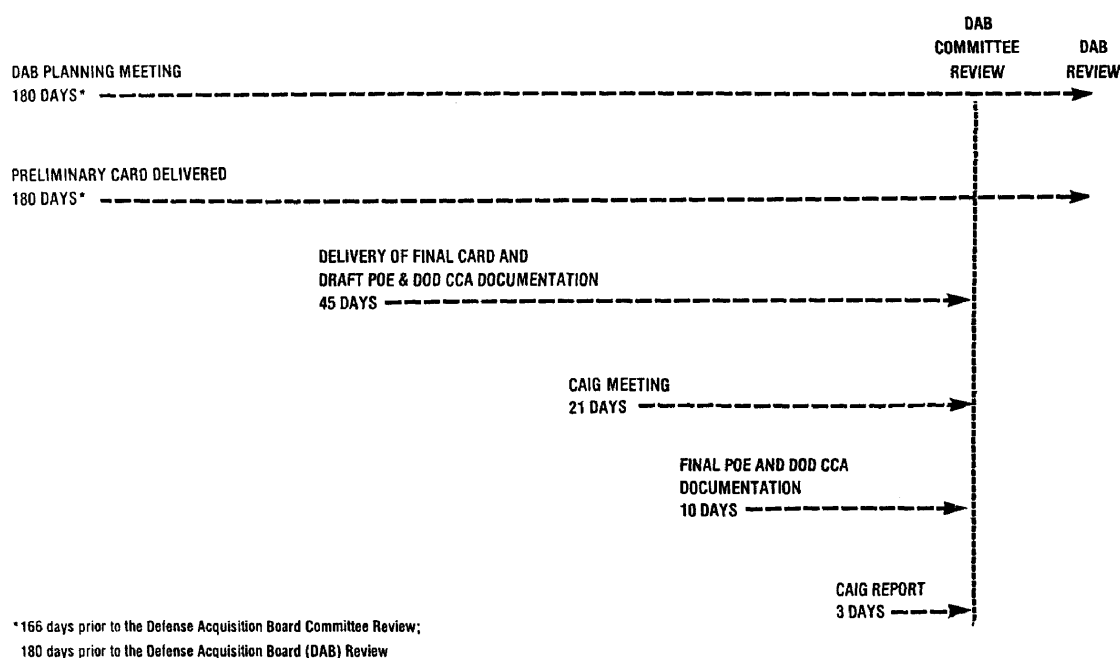 DAB
COMMITTEE
REVIEW
DAB
REVIEW
DAB PLANNING MEETING
180 DAYS*
PRELIMINARY CARD DELIVERED
180 DAYS*
DELIVERY OF FINAL CARD AND
DRAFT POE & DOD CCA DOCUMENTATION
45 DAYS
CAIG MEETING
21 DAYS
FINAL POE AND DOD CCA
DOCUMENTATION
10 DAYS
CAIG REPORT
3 DAYS
*166 days prior to the Defense Acquisition Board Committee Review;
180 days prior to the Defense Acquisition Board (DAB) Review